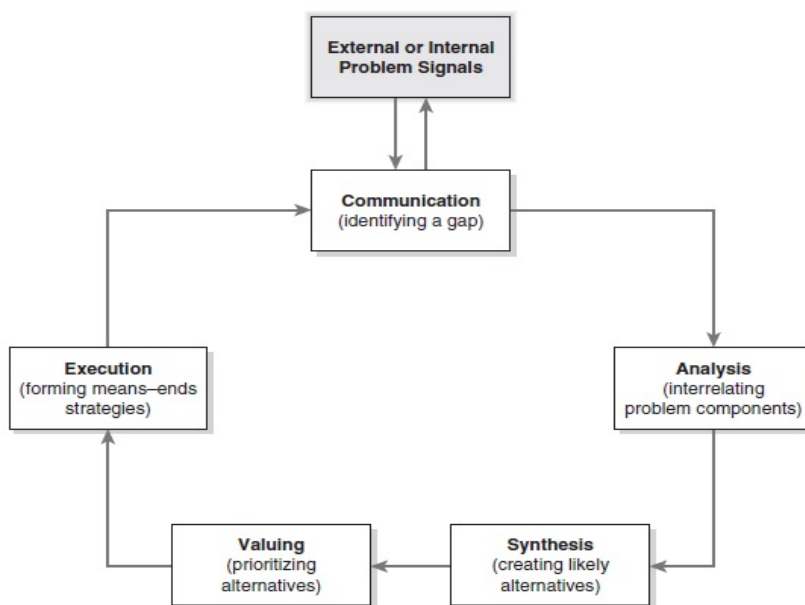 External or Internal
Problem Signals
Communication
(identifying a gap)
Execution
(forming means–ends
strategies)
Analysis
(interrelating
problem components)
Valuing
(prioritizing
alternatives)
Synthesis
(creating likely
alternatives)